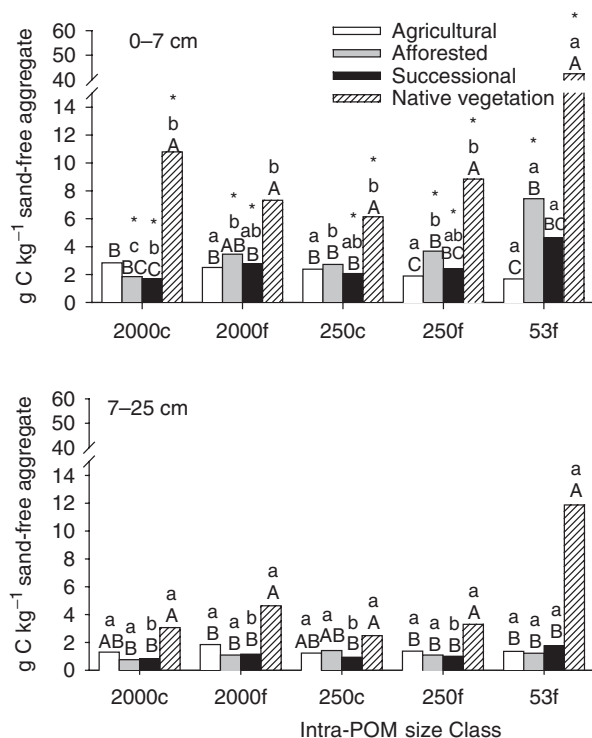 0–7 cm
Agricultural
Afforested
Successional
Native vegetation
g C kg⁻¹ sand-free aggregate
60
50
40
14
12
10
8
6
4
2
0
B
*
c
BC
*
b
C
*
b
A
a
B
*
b
AB
*
ab
B
b
A
a
B
b
B
*
ab
B
*
b
A
a
C
*
b
B
*
ab
BC
*
b
A
a
C
*
a
B
a
BC
*
a
A
2000c 2000f 250c 250f 53f
7–25 cm
g C kg⁻¹ sand-free aggregate
60
50
40
14
12
10
8
6
4
2
0
a
AB
a
B
b
B
a
A
a
B
a
B
b
B
a
A
a
AB
a
AB
b
B
a
A
a
B
a
B
b
B
a
A
a
B
a
B
a
B
a
A
2000c 2000f 250c 250f 53f
Intra-POM size Class